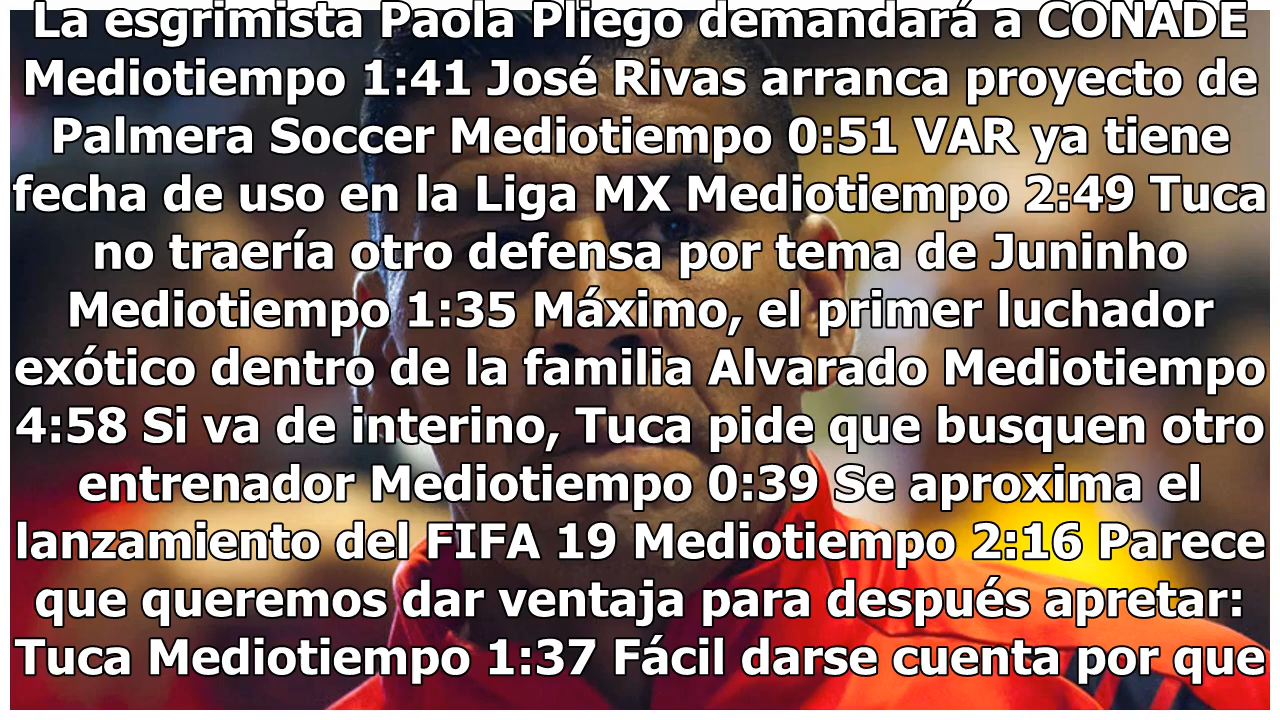 La esgrimista Paola Pliego demandará a CONADE
Mediotiempo 1:41 José Rivas arranca proyecto de
Palmera Soccer Mediotiempo 0:51 VAR ya tiene
fecha de uso en la Liga MX Mediotiempo 2:49 Tuca
no traería otro defensa por tema de Juninho
Mediotiempo 1:35 Máximo, el primer luchador
exótico dentro de la familia Alvarado Mediotiempo
4:58 Si va de interino, Tuca pide que busquen otro
entrenador Mediotiempo 0:39 Se aproxima el
lanzamiento del FIFA 19 Mediotiempo 2:16 Parece
que queremos dar ventaja para después apretar:
Tuca Mediotiempo 1:37 Fácil darse cuenta por que